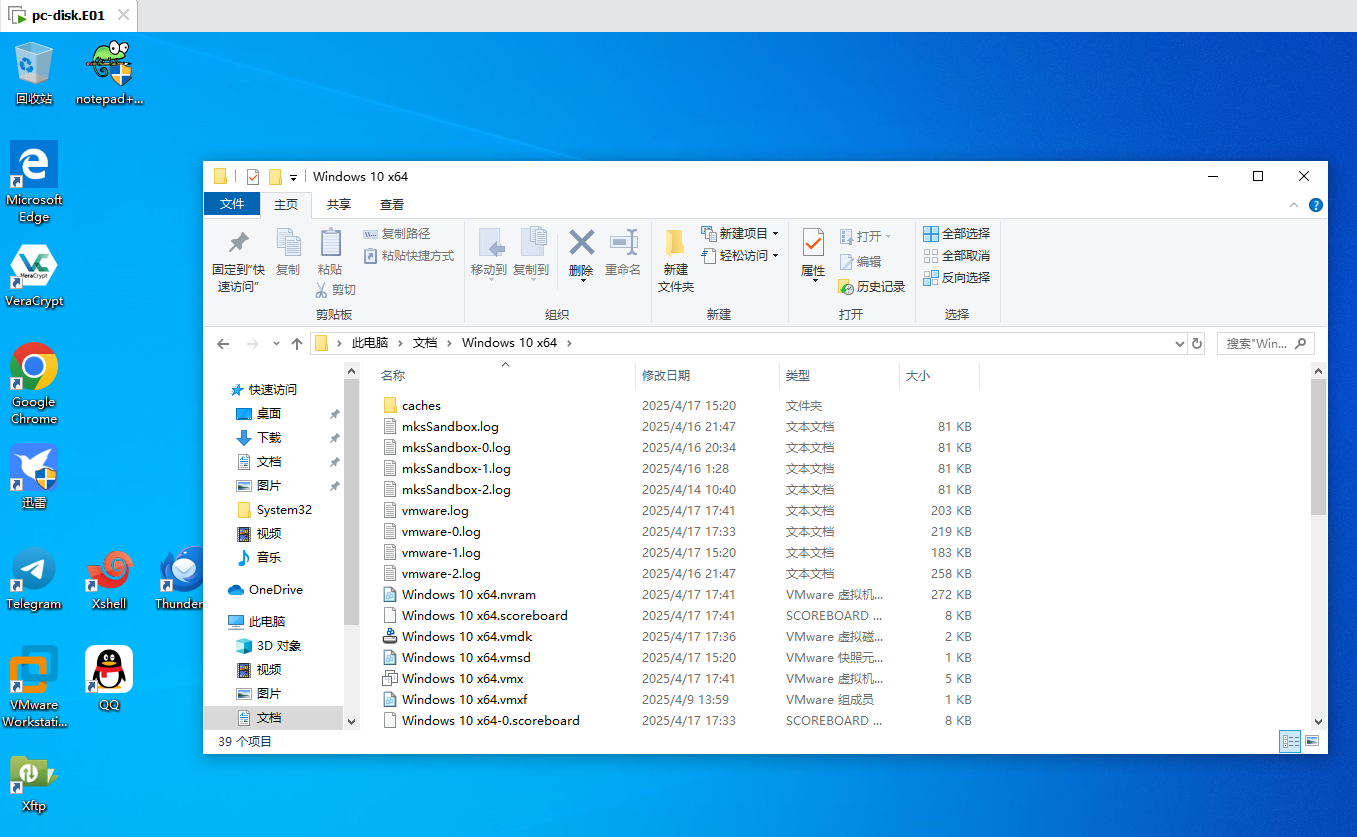 pc-disk.E01
回收站
notepad+...
Microsoft
Edge
VeraCrypt
Google
Chrome
迅雷
Telegram
Xshell
Thunder
VMware
Workstati...
QQ
Xftp
Windows 10 x64
文件
主页
共享
查看
固定到"快
速访问"
复制
粘贴
复制路径
粘贴快捷方式
剪切
剪贴板
移动到
复制到
删除
重命名
组织
新建
文件夹
新建项目
轻松访问
新建
属性
打开
编辑
历史记录
打开
全部选择
全部取消
反向选择
选择
此电脑 › 文档 › Windows 10 x64 ›
搜索"Win...
快速访问
桌面
下载
文档
图片
System32
视频
音乐
OneDrive
此电脑
3D 对象
视频
图片
文档
名称 修改日期 类型 大小
caches 2025/4/17 15:20 文件夹
mksSandbox.log 2025/4/16 21:47 文本文档 81 KB
mksSandbox-0.log 2025/4/16 20:34 文本文档 81 KB
mksSandbox-1.log 2025/4/16 1:28 文本文档 81 KB
mksSandbox-2.log 2025/4/14 10:40 文本文档 81 KB
vmware.log 2025/4/17 17:41 文本文档 203 KB
vmware-0.log 2025/4/17 17:33 文本文档 219 KB
vmware-1.log 2025/4/17 15:20 文本文档 183 KB
vmware-2.log 2025/4/16 21:47 文本文档 258 KB
Windows 10 x64.nvram 2025/4/17 17:41 VMware 虚拟机... 272 KB
Windows 10 x64.scoreboard 2025/4/17 17:41 SCOREBOARD ... 8 KB
Windows 10 x64.vmdk 2025/4/17 17:36 VMware 虚拟磁... 2 KB
Windows 10 x64.vmsd 2025/4/17 15:20 VMware 快照元... 1 KB
Windows 10 x64.vmx 2025/4/17 17:41 VMware 虚拟机... 5 KB
Windows 10 x64.vmxf 2025/4/9 13:59 VMware 组成员 1 KB
Windows 10 x64-0.scoreboard 2025/4/17 17:33 SCOREBOARD ... 8 KB
39 个项目